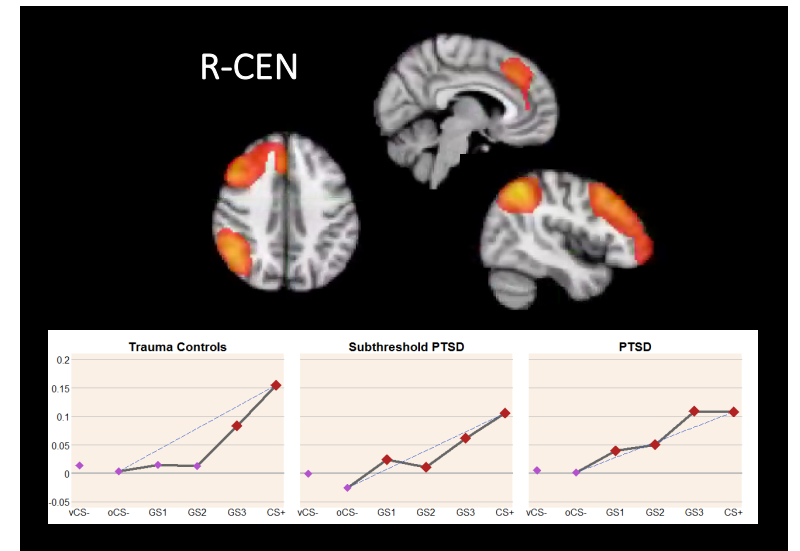 R-CEN
Trauma Controls
Subthreshold PTSD
PTSD
0.2
0.15
0.1
0.05
0
-0.05
vCS- oCS- GS1 GS2 GS3 CS+
vCS- oCS- GS1 GS2 GS3 CS+
vCS- oCS- GS1 GS2 GS3 CS+